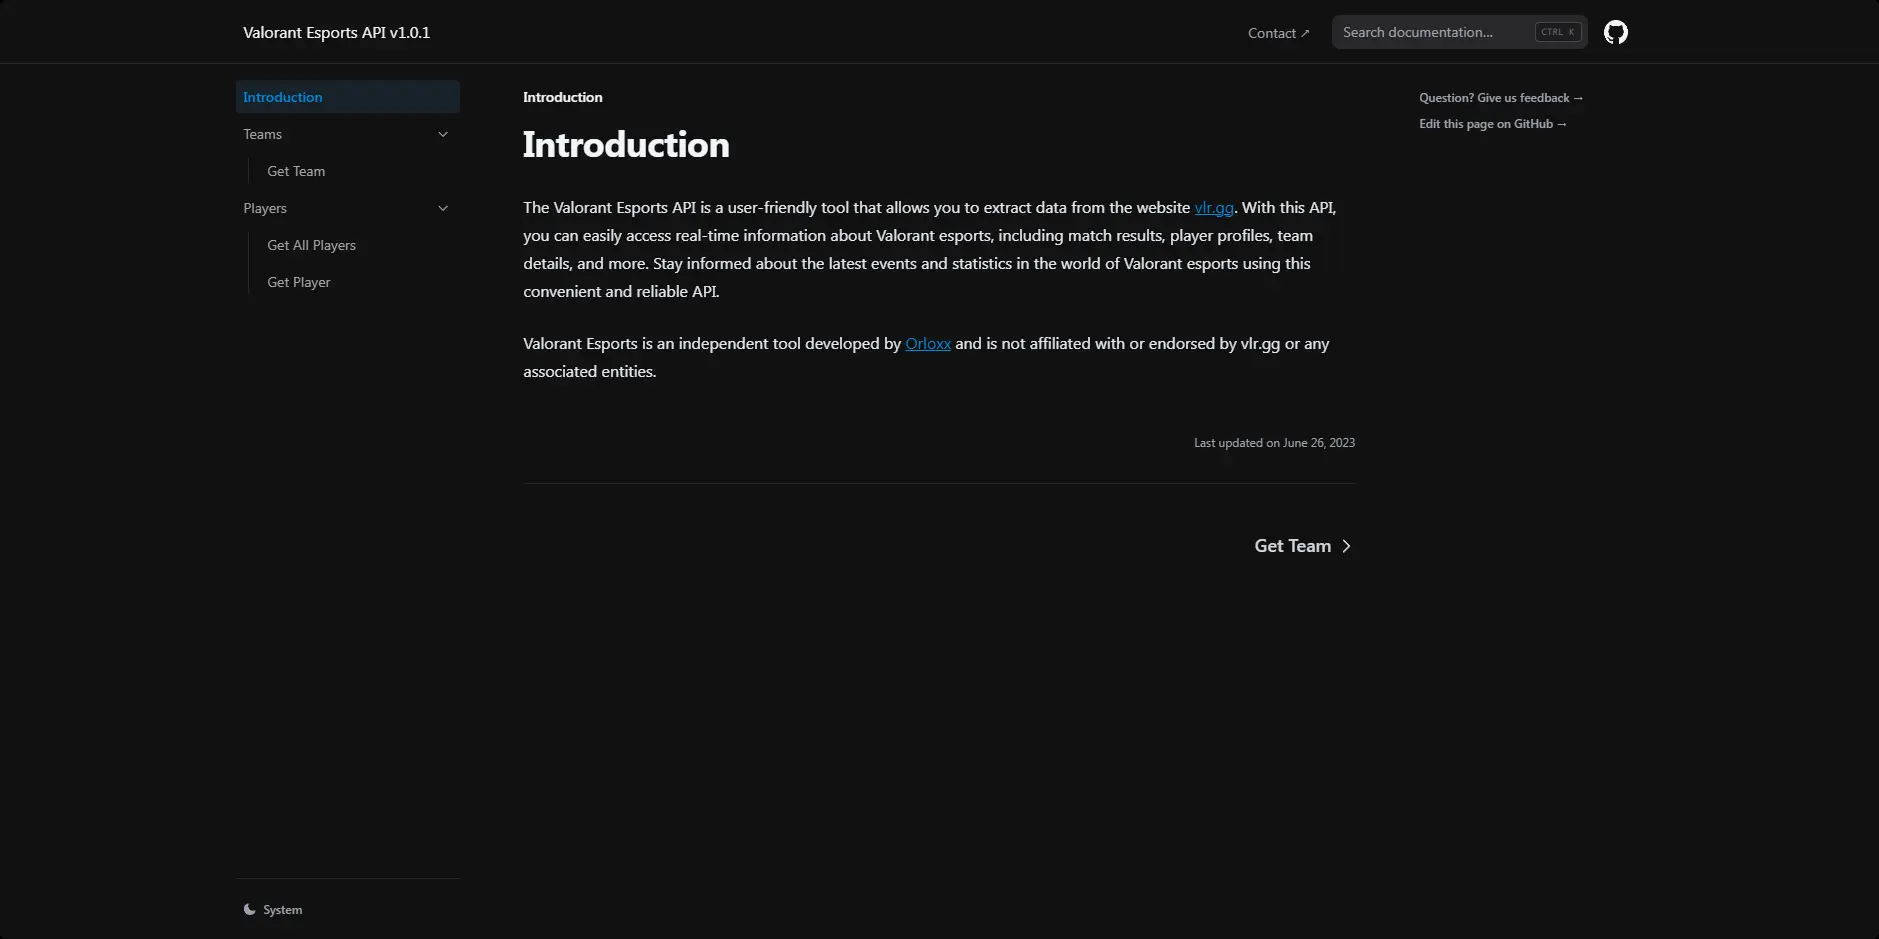 Valorant Esports API v1.0.1
Contact ↗
Search documentation...
CTRL K
Introduction
Teams
Get Team
Players
Get All Players
Get Player
System
Introduction
Introduction
The Valorant Esports API is a user-friendly tool that allows you to extract data from the website vlr.gg. With this API,
you can easily access real-time information about Valorant esports, including match results, player profiles, team
details, and more. Stay informed about the latest events and statistics in the world of Valorant esports using this
convenient and reliable API.
Valorant Esports is an independent tool developed by Orloxx and is not affiliated with or endorsed by vlr.gg or any
associated entities.
Last updated on June 26, 2023
Get Team
Question? Give us feedback →
Edit this page on GitHub →